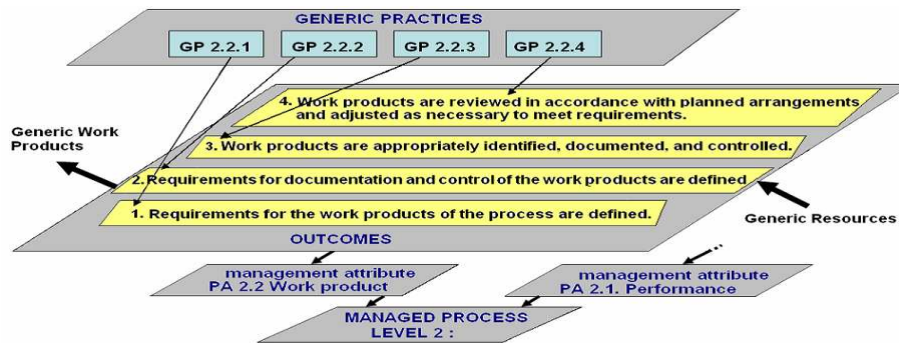 GENERIC PRACTICES
GP 2.2.1
GP 2.2.2
GP 2.2.3
GP 2.2.4
4. Work products are reviewed in accordance with planned arrangements
and adjusted as necessary to meet requirements.
Generic Work
Products
3. Work products are appropriately identified, documented, and controlled.
2. Requirements for documentation and control of the work products are defined
1. Requirements for the work products of the process are defined.
Generic Resources
OUTCOMES
management attribute
PA 2.2 Work product
management attribute
PA 2.1. Performance
MANAGED PROCESS
LEVEL 2 :